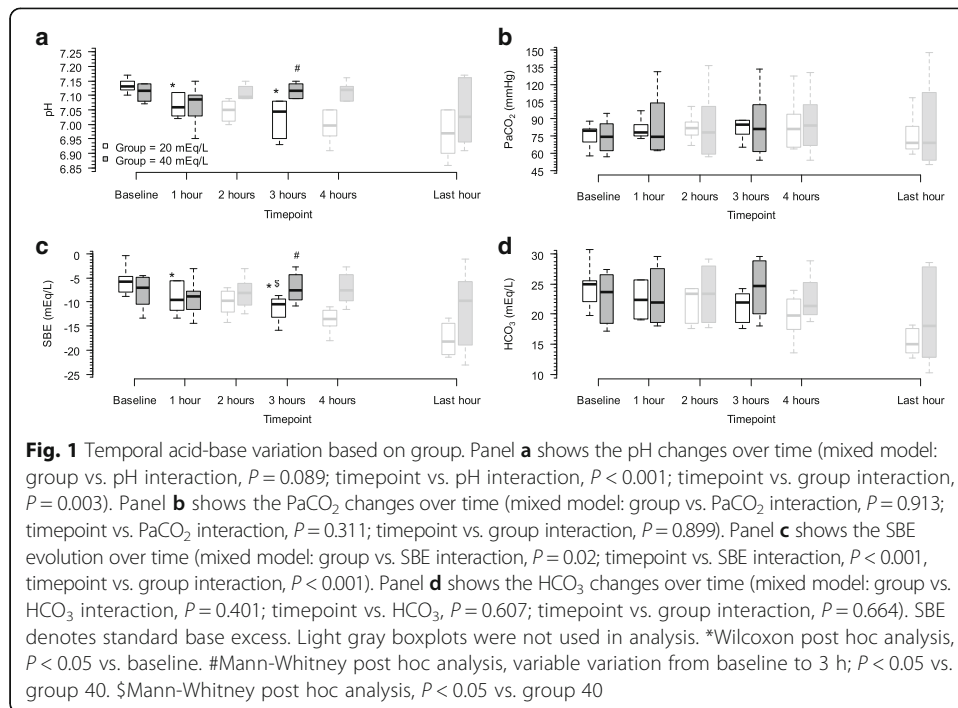 a
7.25
7.20
7.15
7.10
7.05
7.00
6.95
6.90
6.85
pH
*
*
#
Group = 20 mEq/L
Group = 40 mEq/L
Baseline 1 hour 2 hours 3 hours 4 hours Last hour
Timepoint
b
150
135
120
105
90
75
60
45
PaCO2 (mmHg)
Baseline 1 hour 2 hours 3 hours 4 hours Last hour
Timepoint
c
0
-5
-10
-15
-20
-25
SBE (mEq/L)
*
* $
#
Baseline 1 hour 2 hours 3 hours 4 hours Last hour
Timepoint
d
30
25
20
15
10
HCO3 (mEq/L)
Baseline 1 hour 2 hours 3 hours 4 hours Last hour
Timepoint
Fig. 1 Temporal acid-base variation based on group. Panel a shows the pH changes over time (mixed model:
group vs. pH interaction, P = 0.089; timepoint vs. pH interaction, P < 0.001; timepoint vs. group interaction,
P = 0.003). Panel b shows the PaCO2 changes over time (mixed model: group vs. PaCO2 interaction, P = 0.913;
timepoint vs. PaCO2 interaction, P = 0.311; timepoint vs. group interaction, P = 0.899). Panel c shows the SBE
evolution over time (mixed model: group vs. SBE interaction, P = 0.02; timepoint vs. SBE interaction, P < 0.001,
timepoint vs. group interaction, P < 0.001). Panel d shows the HCO3 changes over time (mixed model: group vs.
HCO3 interaction, P = 0.401; timepoint vs. HCO3, P = 0.607; timepoint vs. group interaction, P = 0.664). SBE
denotes standard base excess. Light gray boxplots were not used in analysis. *Wilcoxon post hoc analysis,
P < 0.05 vs. baseline. #Mann-Whitney post hoc analysis, variable variation from baseline to 3 h; P < 0.05 vs.
group 40. $Mann-Whitney post hoc analysis, P < 0.05 vs. group 40